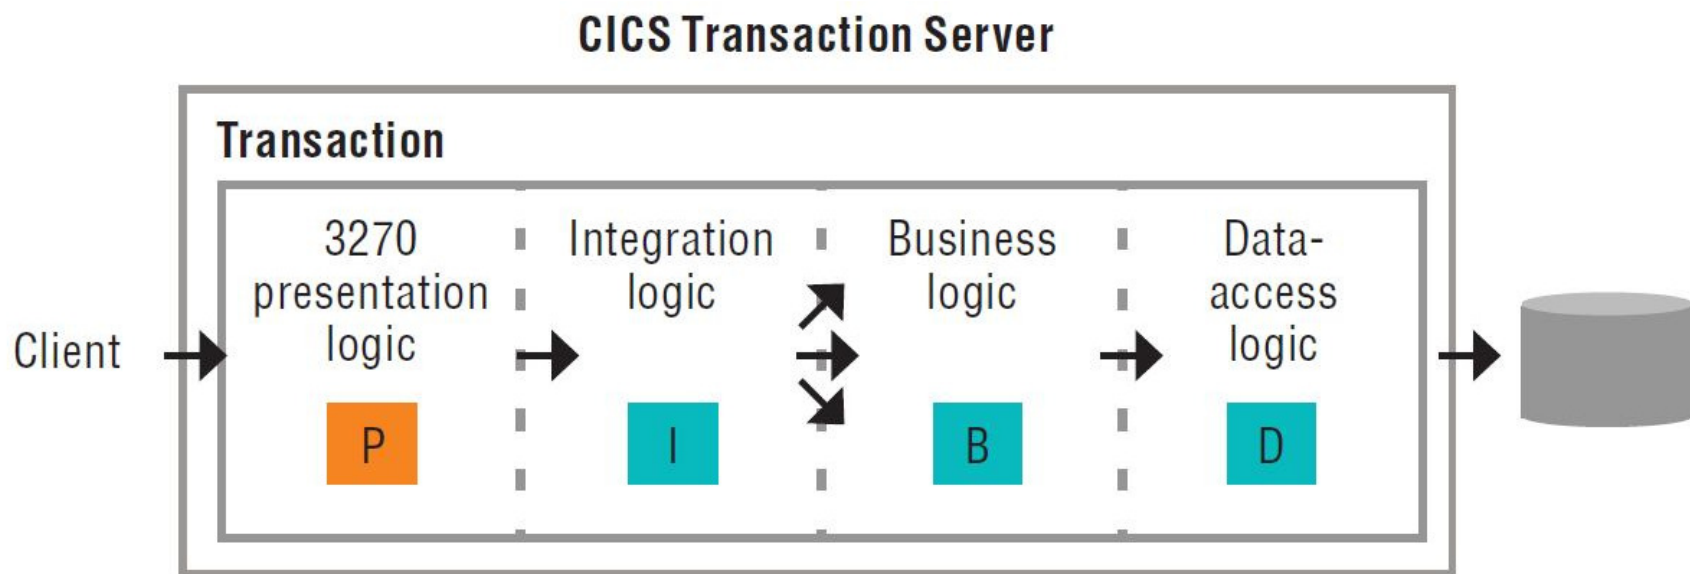 CICS Transaction Server
Transaction
3270
presentation
logic
Integration
logic
Business
logic
Data-
access
logic
Client
P
I
B
D